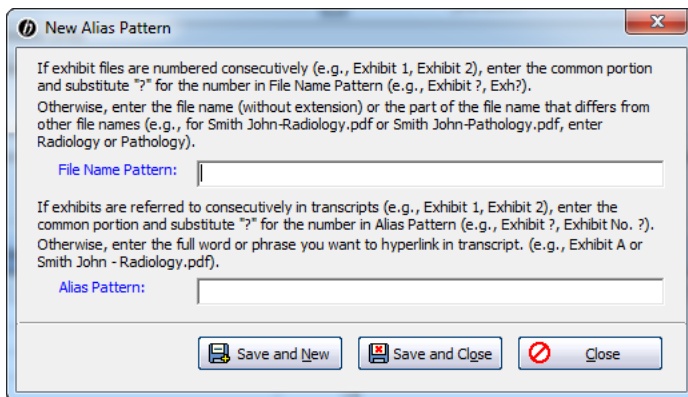 New Alias Pattern
If exhibit files are numbered consecutively (e.g., Exhibit 1, Exhibit 2), enter the common portion
and substitute "?" for the number in File Name Pattern (e.g., Exhibit ?, Exh?).
Otherwise, enter the file name (without extension) or the part of the file name that differs from
other file names (e.g., for Smith John-Radiology.pdf or Smith John-Pathology.pdf, enter
Radiology or Pathology).
File Name Pattern:
If exhibits are referred to consecutively in transcripts (e.g., Exhibit 1, Exhibit 2), enter the
common portion and substitute "?" for the number in Alias Pattern (e.g., Exhibit ?, Exhibit No. ?).
Otherwise, enter the full word or phrase you want to hyperlink in transcript. (e.g., Exhibit A or
Smith John - Radiology.pdf).
Alias Pattern:
Save and New
Save and Close
Close